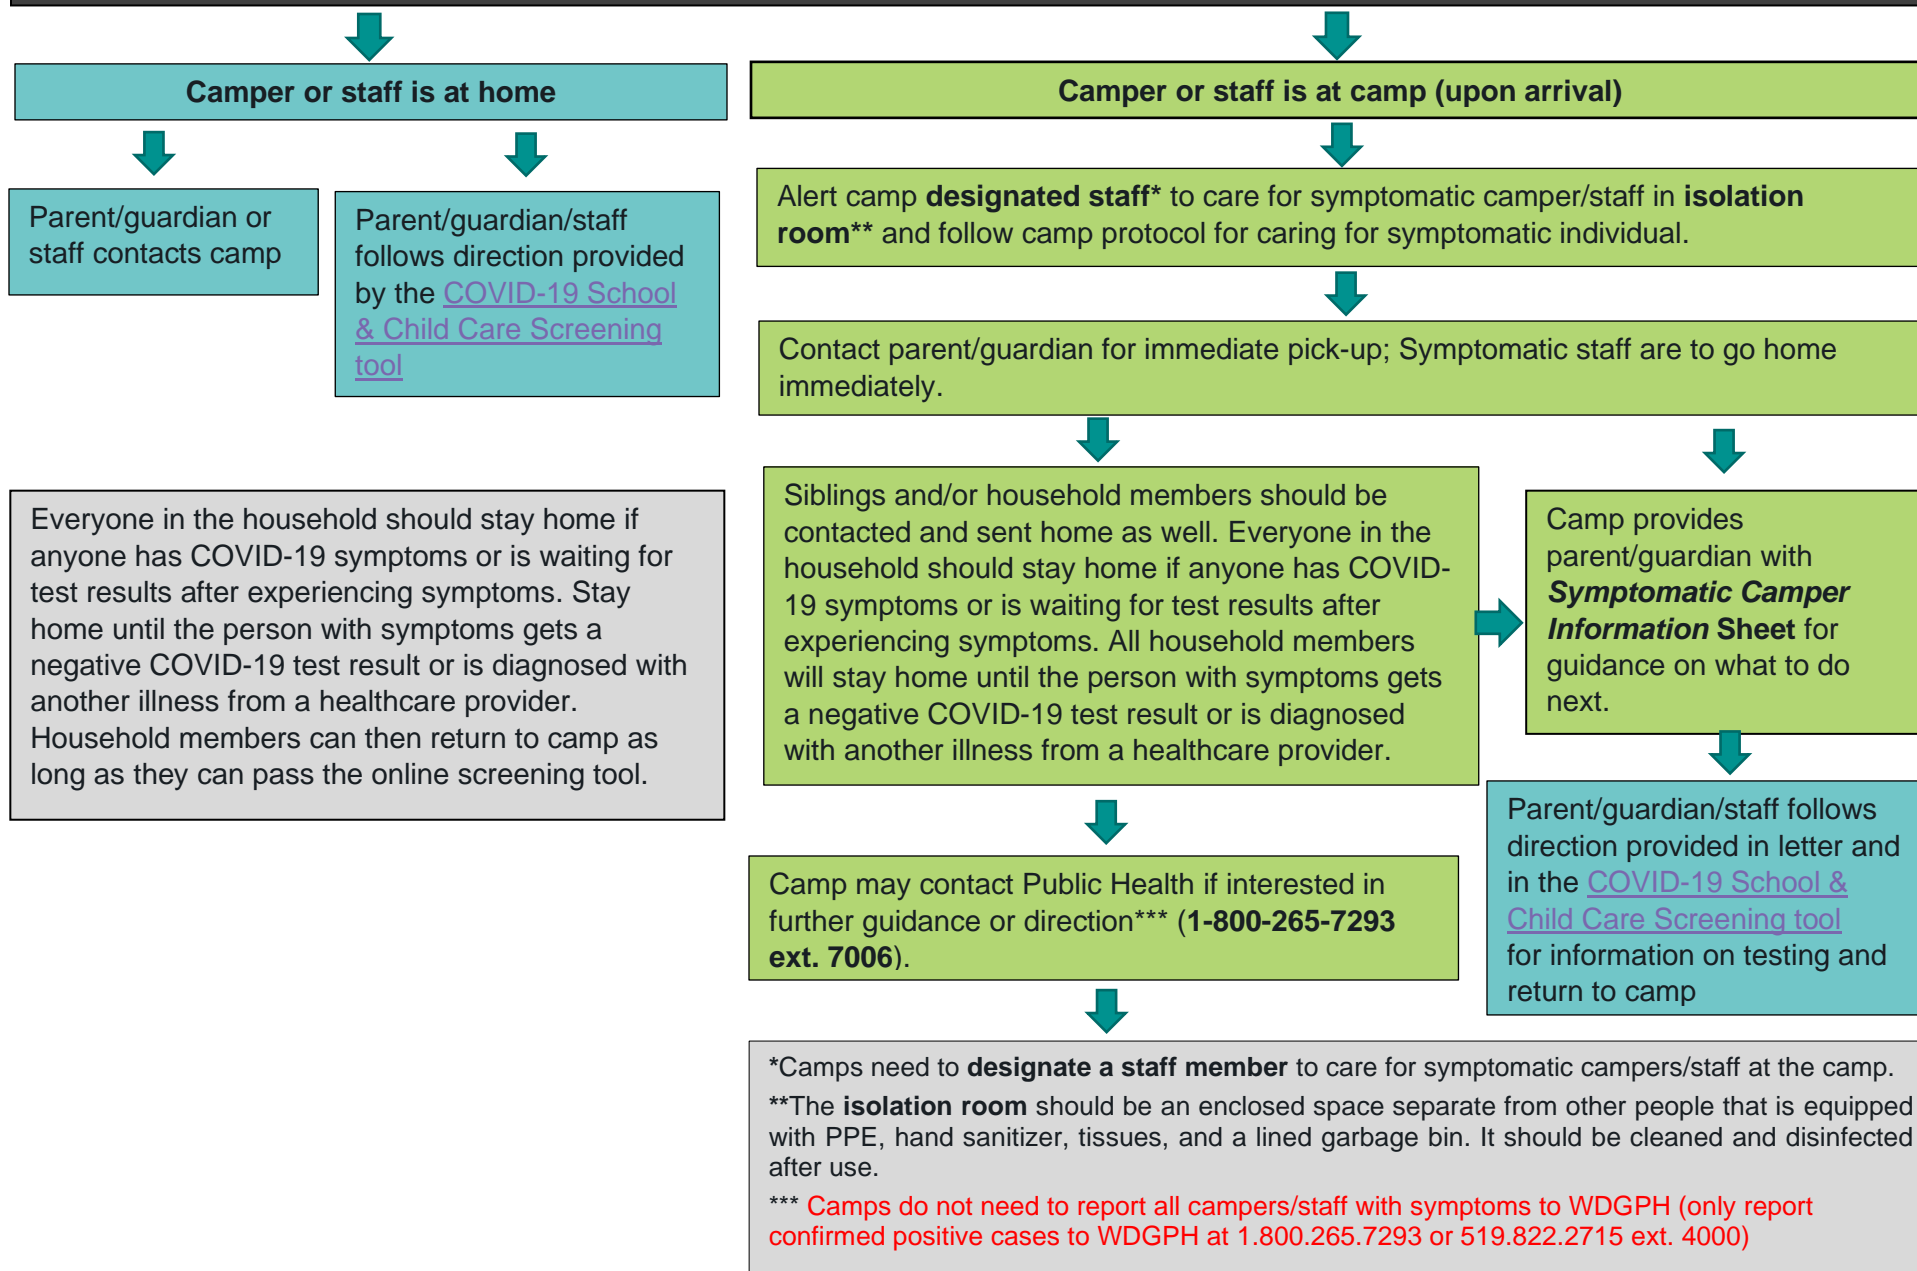 Camper or staff is at home
Parent/guardian or
staff contacts camp
Parent/guardian/staff
follows direction provided
by the COVID-19 School
& Child Care Screening
tool
Everyone in the household should stay home if
anyone has COVID-19 symptoms or is waiting for
test results after experiencing symptoms. Stay
home until the person with symptoms gets a
negative COVID-19 test result or is diagnosed with
another illness from a healthcare provider.
Household members can then return to camp as
long as they can pass the online screening tool.
Camper or staff is at camp (upon arrival)
Alert camp designated staff* to care for symptomatic camper/staff in isolation
room** and follow camp protocol for caring for symptomatic individual.
Contact parent/guardian for immediate pick-up; Symptomatic staff are to go home
immediately.
Siblings and/or household members should be
contacted and sent home as well. Everyone in the
household should stay home if anyone has COVID-
19 symptoms or is waiting for test results after
experiencing symptoms. All household members
will stay home until the person with symptoms gets
a negative COVID-19 test result or is diagnosed
with another illness from a healthcare provider.
Camp provides
parent/guardian with
Symptomatic Camper
Information Sheet for
guidance on what to do
next.
Parent/guardian/staff follows
direction provided in letter and
in the COVID-19 School &
Child Care Screening tool
for information on testing and
return to camp
Camp may contact Public Health if interested in
further guidance or direction*** (1-800-265-7293
ext. 7006).
*Camps need to designate a staff member to care for symptomatic campers/staff at the camp.
**The isolation room should be an enclosed space separate from other people that is equipped
with PPE, hand sanitizer, tissues, and a lined garbage bin. It should be cleaned and disinfected
after use.
*** Camps do not need to report all campers/staff with symptoms to WDGPH (only report
confirmed positive cases to WDGPH at 1.800.265.7293 or 519.822.2715 ext. 4000)